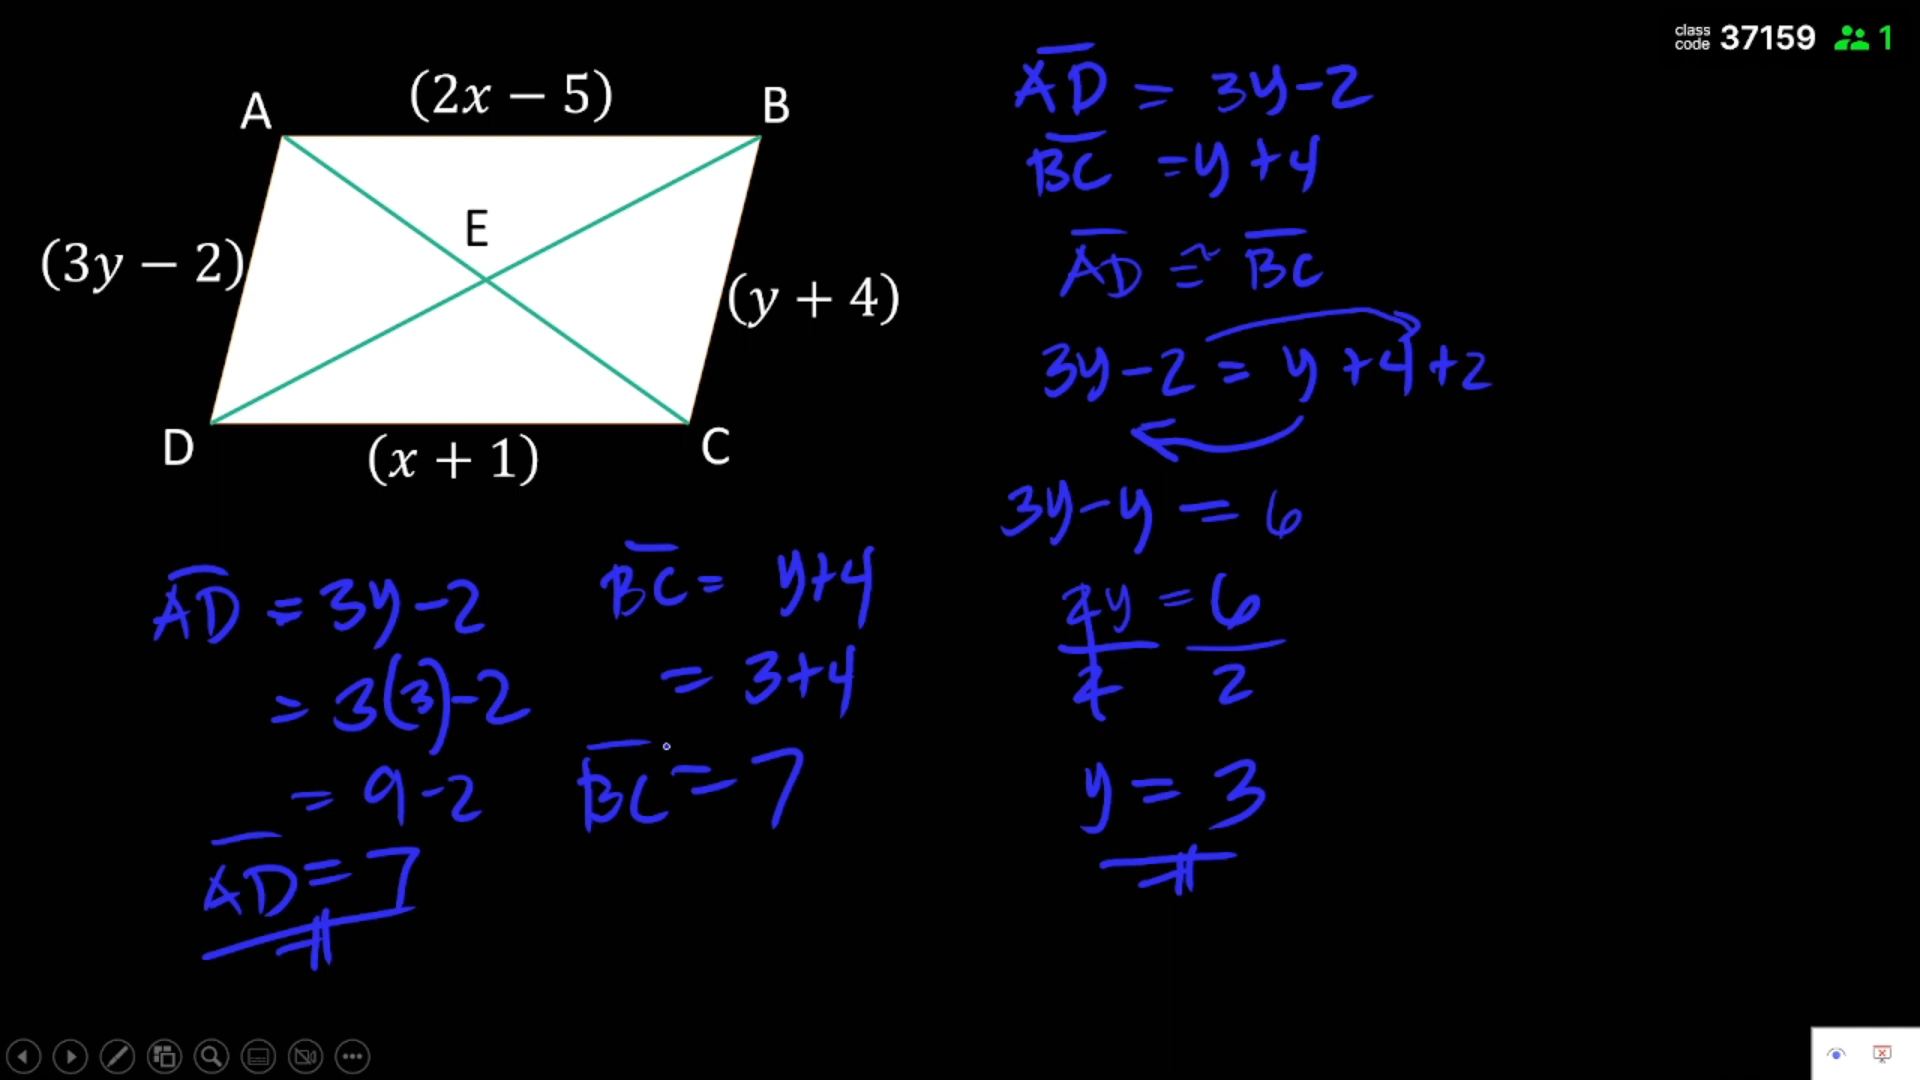 class code 37159 1
A (2x − 5) B
E
(3y − 2)
(y + 4)
D (x + 1) C
AD = 3y-2
BC = y+4
AD ≅ BC
3y-2 = y+4+2
3y-y = 6
2y = 6
2 2
y = 3
AD = 3y-2
= 3(3)-2
= 9-2
AD = 7
BC = y+4
= 3+4
BC = 7